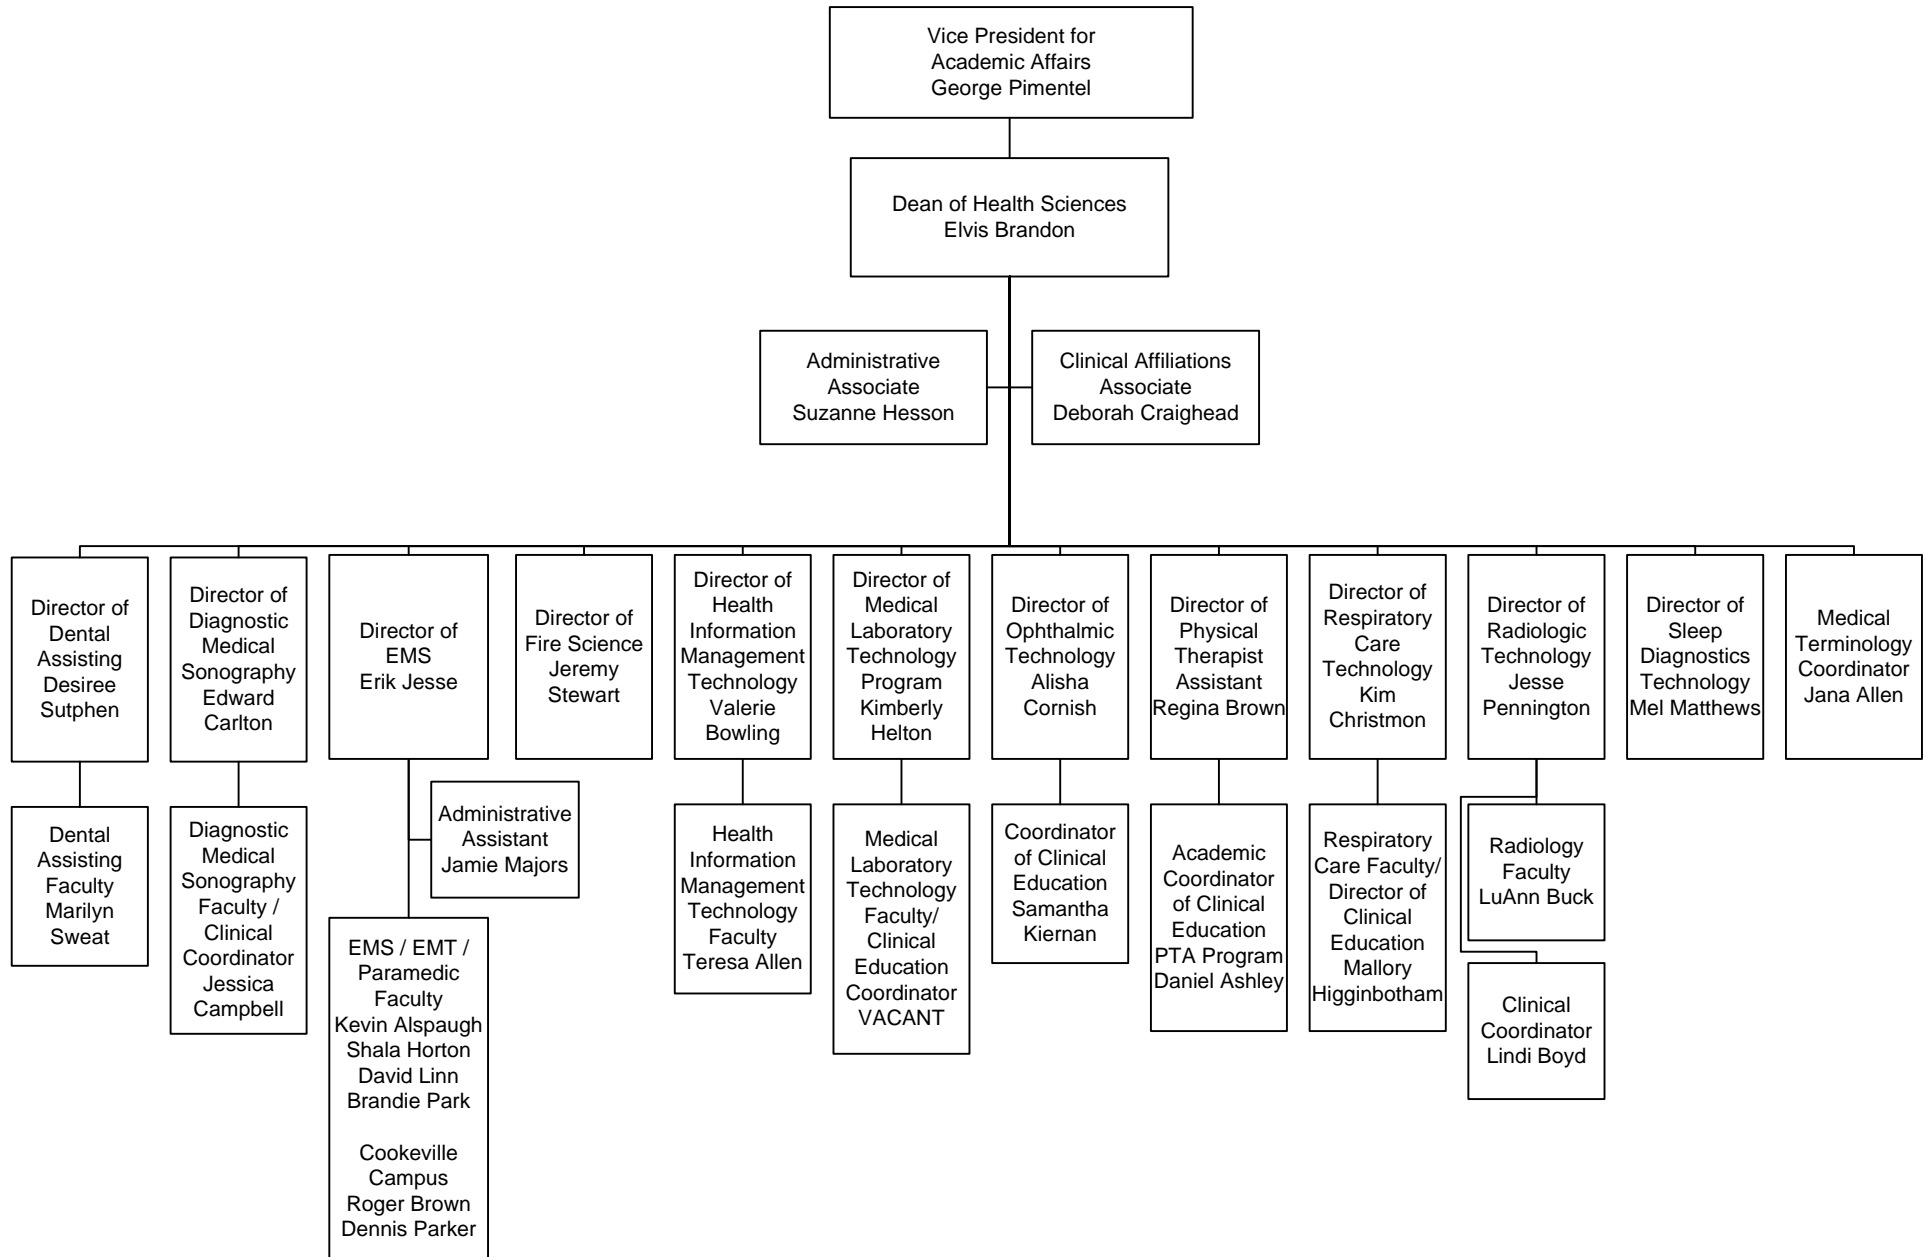 Vice President for
Academic Affairs
George Pimentel
Dean of Health Sciences
Elvis Brandon
Administrative
Associate
Suzanne Hesson
Clinical Affiliations
Associate
Deborah Craighead
Director of
Dental
Assisting
Desiree
Sutphen
Director of
Diagnostic
Medical
Sonography
Edward
Carlton
Director of
EMS
Erik Jesse
Director of
Fire Science
Jeremy
Stewart
Director of
Health
Information
Management
Technology
Valerie
Bowling
Director of
Medical
Laboratory
Technology
Program
Kimberly
Helton
Director of
Ophthalmic
Technology
Alisha
Cornish
Director of
Physical
Therapist
Assistant
Regina Brown
Director of
Respiratory
Care
Technology
Kim
Christmon
Director of
Radiologic
Technology
Jesse
Pennington
Director of
Sleep
Diagnostics
Technology
Mel Matthews
Medical
Terminology
Coordinator
Jana Allen
Dental
Assisting
Faculty
Marilyn
Sweat
Diagnostic
Medical
Sonography
Faculty /
Clinical
Coordinator
Jessica
Campbell
Administrative
Assistant
Jamie Majors
EMS / EMT /
Paramedic
Faculty
Kevin Alspaugh
Shala Horton
David Linn
Brandie Park
Cookeville
Campus
Roger Brown
Dennis Parker
Health
Information
Management
Technology
Faculty
Teresa Allen
Medical
Laboratory
Technology
Faculty/
Clinical
Education
Coordinator
VACANT
Coordinator
of Clinical
Education
Samantha
Kiernan
Academic
Coordinator
of Clinical
Education
PTA Program
Daniel Ashley
Respiratory
Care Faculty/
Director of
Clinical
Education
Mallory
Higginbotham
Radiology
Faculty
LuAnn Buck
Clinical
Coordinator
Lindi Boyd